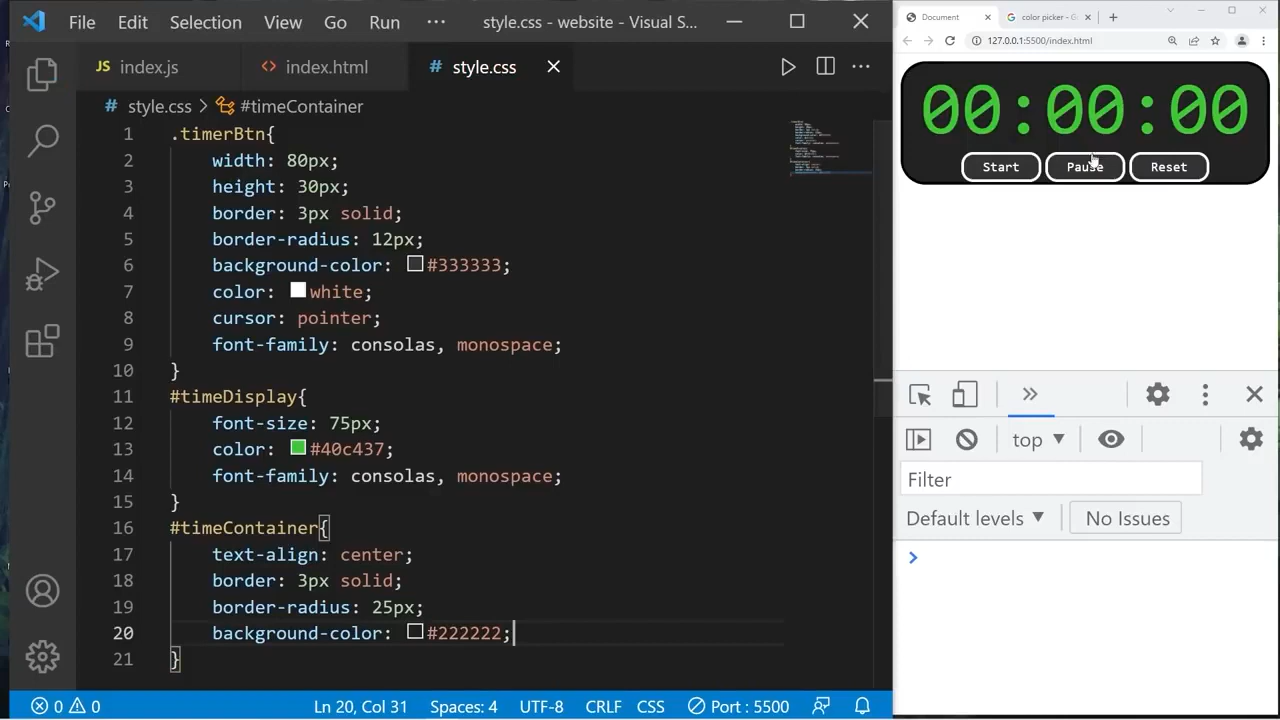 File Edit Selection View Go Run ··· style.css - website - Visual S...
index.js index.html # style.css
# style.css > #timeContainer
1 .timerBtn{
2 width: 80px;
3 height: 30px;
4 border: 3px solid;
5 border-radius: 12px;
6 background-color: #333333;
7 color: white;
8 cursor: pointer;
9 font-family: consolas, monospace;
10 }
11 #timeDisplay{
12 font-size: 75px;
13 color: #40c437;
14 font-family: consolas, monospace;
15 }
16 #timeContainer{
17 text-align: center;
18 border: 3px solid;
19 border-radius: 25px;
20 background-color: #222222;
21 }
0 0 Ln 20, Col 31 Spaces: 4 UTF-8 CRLF CSS Port : 5500
Document color picker - G
127.0.0.1:5500/index.html
00:00:00
Start Pause Reset
top
Filter
Default levels No Issues